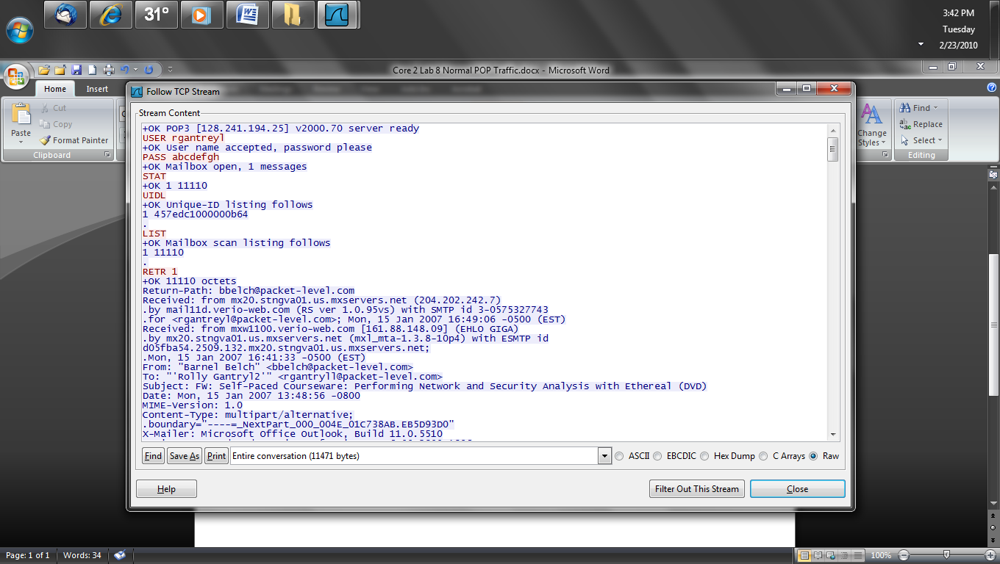 31°
3:42 PM
Tuesday
2/23/2010
Core 2 Lab 8 Normal POP Traffic.docx - Microsoft Word
Home
Insert
Paste
Cut
Copy
Format Painter
Clipboard
Change
Styles
Find
Replace
Select
Editing
Follow TCP Stream
Stream Content
+OK POP3 [128.241.194.25] v2000.70 server ready
USER rgantreyl
+OK User name accepted, password please
PASS abcdefgh
+OK Mailbox open, 1 messages
STAT
+OK 1 11110
UIDL
+OK Unique-ID listing follows
1 457edc1000000b64
.
LIST
+OK Mailbox scan listing follows
1 11110
.
RETR 1
+OK 11110 octets
Return-Path: bbelch@packet-level.com
Received: from mx20.stngva01.us.mxservers.net (204.202.242.7)
.by mail11d.verio-web.com (RS ver 1.0.95vs) with SMTP id 3-0575327743
.for <rgantreyl@packet-level.com>; Mon, 15 Jan 2007 16:49:06 -0500 (EST)
Received: from mxw1100.verio-web.com [161.88.148.09] (EHLO GIGA)
.by mx20.stngva01.us.mxservers.net (mxl_mta-1.3.8-10p4) with ESMTP id
d05fba54.2509.132.mx20.stngva01.us.mxservers.net;
.Mon, 15 Jan 2007 16:41:33 -0500 (EST)
From: "Barnel Belch" <bbelch@packet-level.com>
To: "'Rolly Gantryl2'" <rgantryll@packet-level.com>
Subject: FW: Self-Paced Courseware: Performing Network and Security Analysis with Ethereal (DVD)
Date: Mon, 15 Jan 2007 13:48:56 -0800
MIME-Version: 1.0
Content-Type: multipart/alternative;
.boundary="----=_NextPart_000_004E_01C738AB.EB5D93D0"
X-Mailer: Microsoft Office Outlook, Build 11.0.5510
Find
Save As
Print
Entire conversation (11471 bytes)
ASCII
EBCDIC
Hex Dump
C Arrays
Raw
Help
Filter Out This Stream
Close
Page: 1 of 1
Words: 34
100%